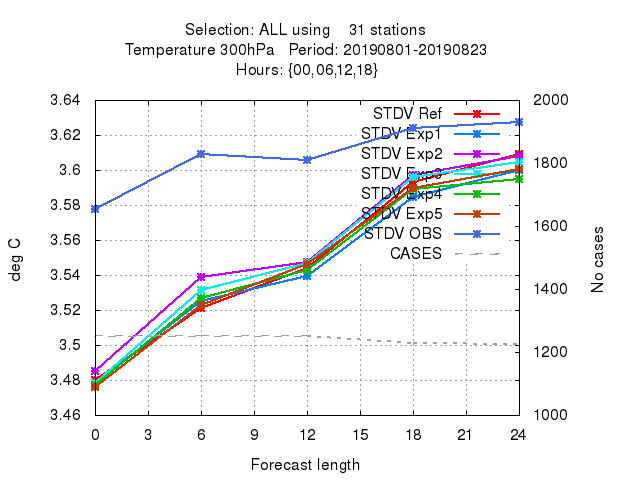 Selection: ALL using 31 stations
Temperature 300hPa Period: 20190801-20190823
Hours: {00,06,12,18}
3.64
3.62
3.6
3.58
3.56
3.54
3.52
3.5
3.48
3.46
deg C
STDV Ref
STDV Exp1
STDV Exp2
STDV Exp3
STDV Exp4
STDV Exp5
STDV OBS
CASES
2000
1800
1600
1400
1200
1000
No cases
0 3 6 9 12 15 18 21 24
Forecast length